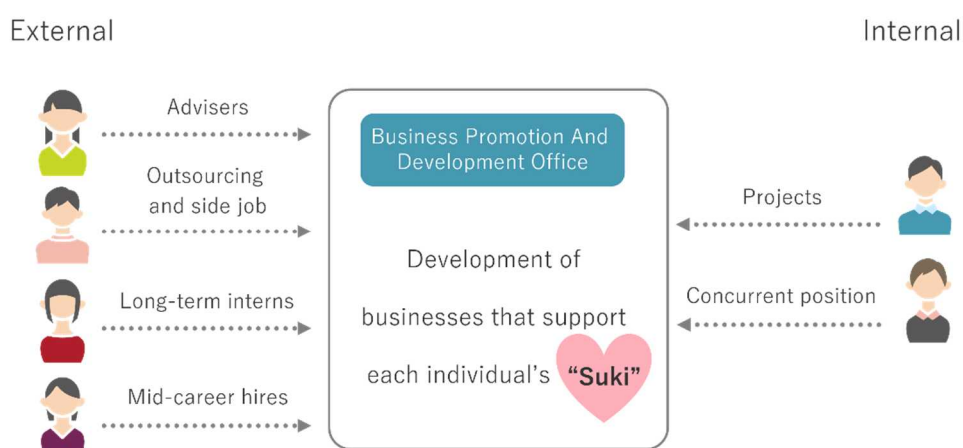 External
Internal
Advisers
Outsourcing
and side job
Long-term interns
Mid-career hires
Business Promotion And
Development Office
Development of
businesses that support
each individual's “Suki”
Projects
Concurrent position